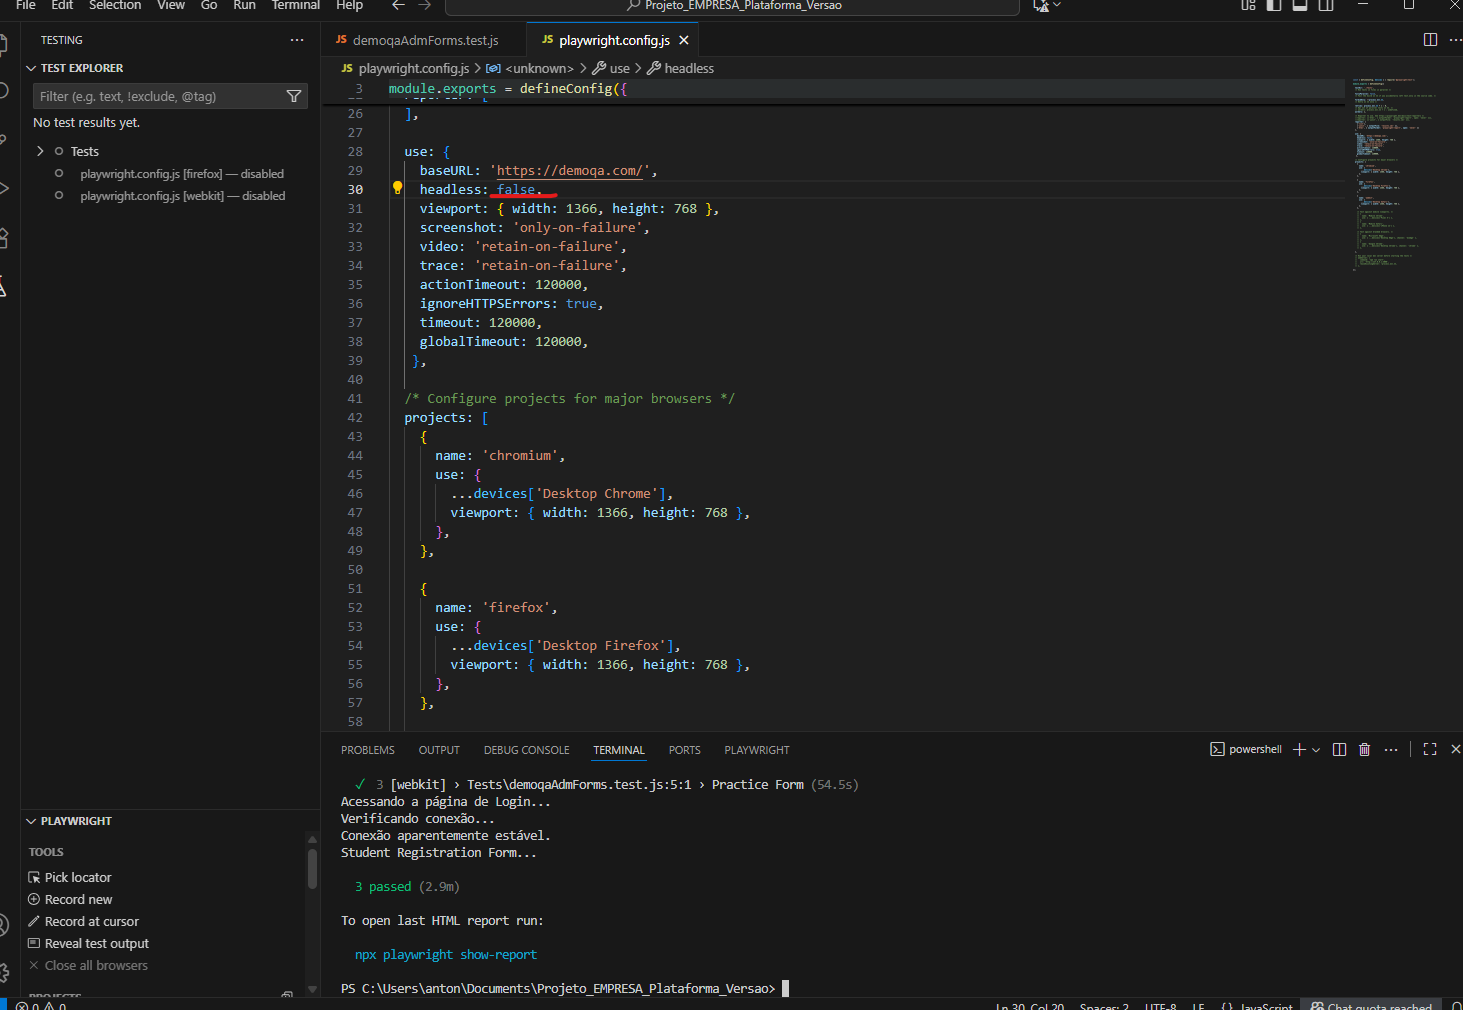 File Edit Selection View Go Run Terminal Help
Projeto_EMPRESA_Plataforma_Versao
TESTING
TEST EXPLORER
Filter (e.g. text, !exclude, @tag)
No test results yet.
Tests
playwright.config.js [firefox] — disabled
playwright.config.js [webkit] — disabled
JS demoqaAdmForms.test.js
JS playwright.config.js
JS playwright.config.js > <unknown> > use > headless
3 module.exports = defineConfig({
26 ],
27
28 use: {
29 baseURL: 'https://demoqa.com/',
30 headless: false,
31 viewport: { width: 1366, height: 768 },
32 screenshot: 'only-on-failure',
33 video: 'retain-on-failure',
34 trace: 'retain-on-failure',
35 actionTimeout: 120000,
36 ignoreHTTPSErrors: true,
37 timeout: 120000,
38 globalTimeout: 120000,
39 },
40
41 /* Configure projects for major browsers */
42 projects: [
43 {
44 name: 'chromium',
45 use: {
46 ...devices['Desktop Chrome'],
47 viewport: { width: 1366, height: 768 },
48 },
49 },
50
51 {
52 name: 'firefox',
53 use: {
54 ...devices['Desktop Firefox'],
55 viewport: { width: 1366, height: 768 },
56 },
57 },
58
PROBLEMS OUTPUT DEBUG CONSOLE TERMINAL PORTS PLAYWRIGHT
powershell
✓ 3 [webkit] › Tests\demoqaAdmForms.test.js:5:1 › Practice Form (54.5s)
Acessando a página de Login...
Verificando conexão...
Conexão aparentemente estável.
Student Registration Form...
3 passed (2.9m)
To open last HTML report run:
npx playwright show-report
PS C:\Users\anton\Documents\Projeto_EMPRESA_Plataforma_Versao>
PLAYWRIGHT
TOOLS
Pick locator
Record new
Record at cursor
Reveal test output
Close all browsers
PROJECTS
0 0
Ln 30, Col 20 Spaces: 2 UTF-8 LF {} JavaScript Chat quota reached